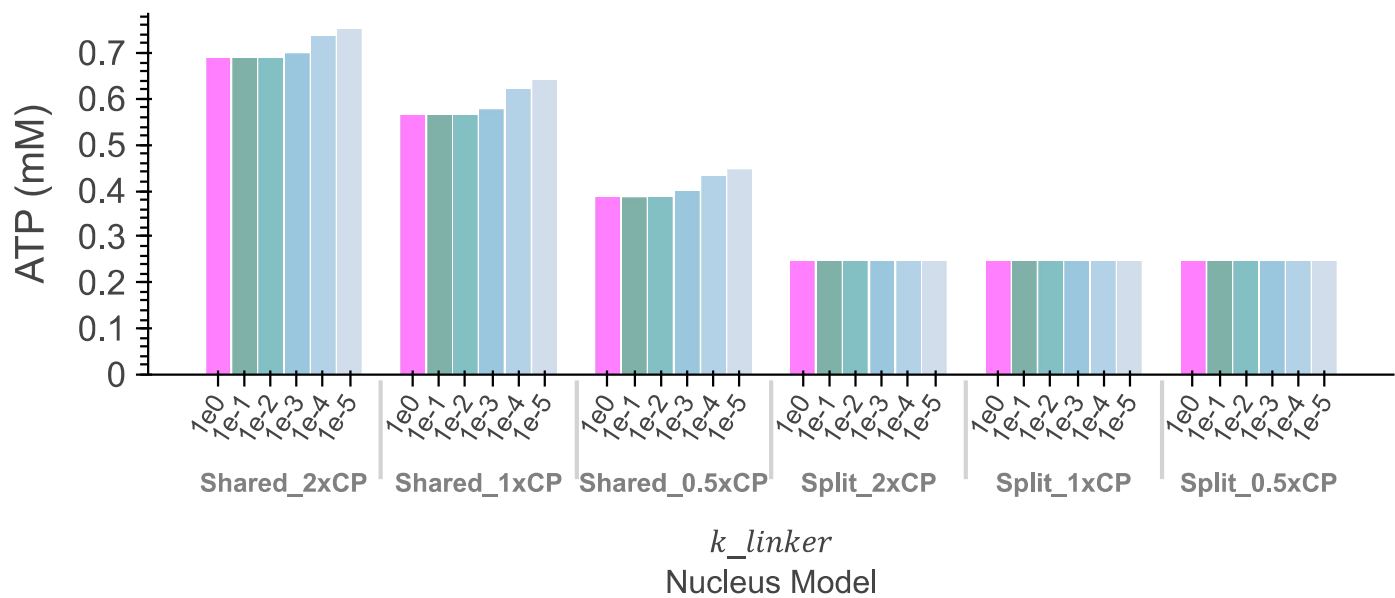 ATP (mM)
0.7
0.6
0.5
0.4
0.3
0.2
0.1
0
1e0 1e-1 1e-2 1e-3 1e-4 1e-5 1e0 1e-1 1e-2 1e-3 1e-4 1e-5 1e0 1e-1 1e-2 1e-3 1e-4 1e-5 1e0 1e-1 1e-2 1e-3 1e-4 1e-5 1e0 1e-1 1e-2 1e-3 1e-4 1e-5 1e0 1e-1 1e-2 1e-3 1e-4 1e-5
Shared_2xCP Shared_1xCP Shared_0.5xCP Split_2xCP Split_1xCP Split_0.5xCP
k_linker
Nucleus Model